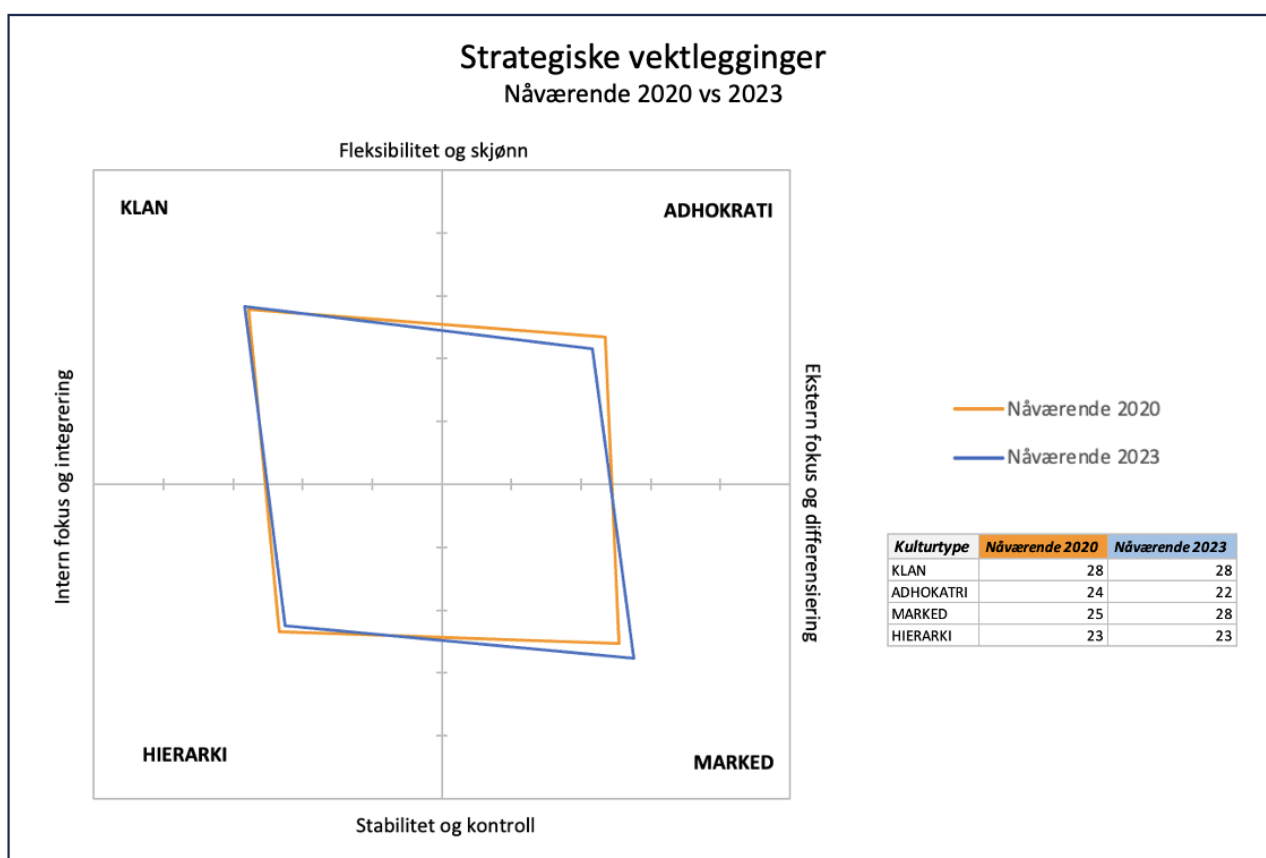 Strategiske vektlegginger
Nåværende 2020 vs 2023
Fleksibilitet og skjønn
KLAN
ADHOKRATI
Intern fokus og integrering
Ekstern fokus og differensiering
HIERARKI
MARKED
Stabilitet og kontroll
Nåværende 2020
Nåværende 2023
Kulturtype Nåværende 2020 Nåværende 2023
KLAN 28 28
ADHOKATRI 24 22
MARKED 25 28
HIERARKI 23 23